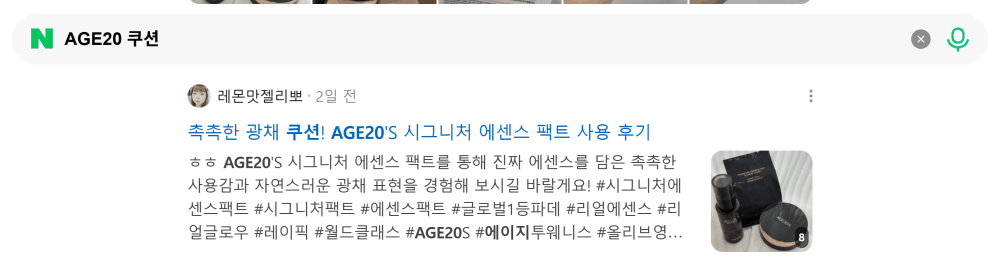 N AGE20 쿠션
레몬맛젤리뽀 · 2일 전
촉촉한 광채 쿠션! AGE20'S 시그니처 에센스 팩트 사용 후기
ㅎㅎ AGE20'S 시그니처 에센스 팩트를 통해 진짜 에센스를 담은 촉촉한
사용감과 자연스러운 광채 표현을 경험해 보시길 바랄게요! #시그니처에
센스팩트 #시그니처팩트 #에센스팩트 #글로벌1등파데 #리얼에센스 #리
얼글로우 #레이픽 #월드클래스 #AGE20S #에이지투웨니스 #올리브영...
AGE20'S
8